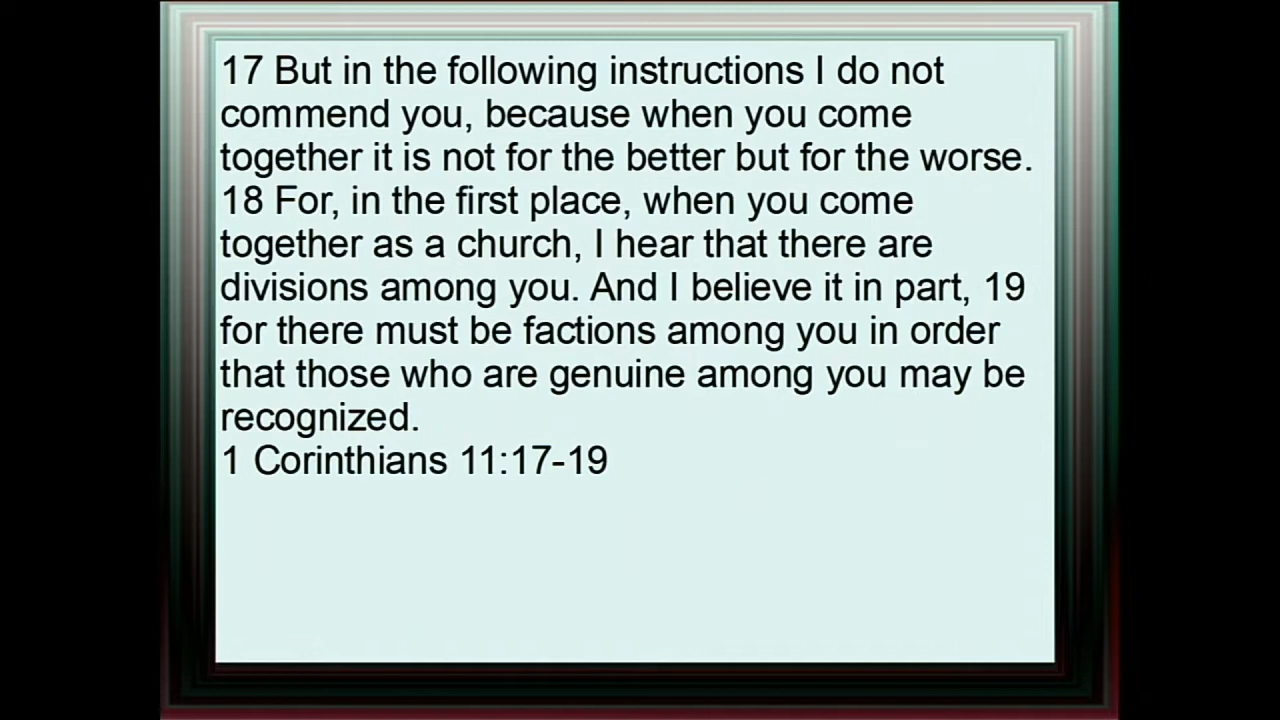 17 But in the following instructions I do not
commend you, because when you come
together it is not for the better but for the worse.
18 For, in the first place, when you come
together as a church, I hear that there are
divisions among you. And I believe it in part, 19
for there must be factions among you in order
that those who are genuine among you may be
recognized.
1 Corinthians 11:17-19